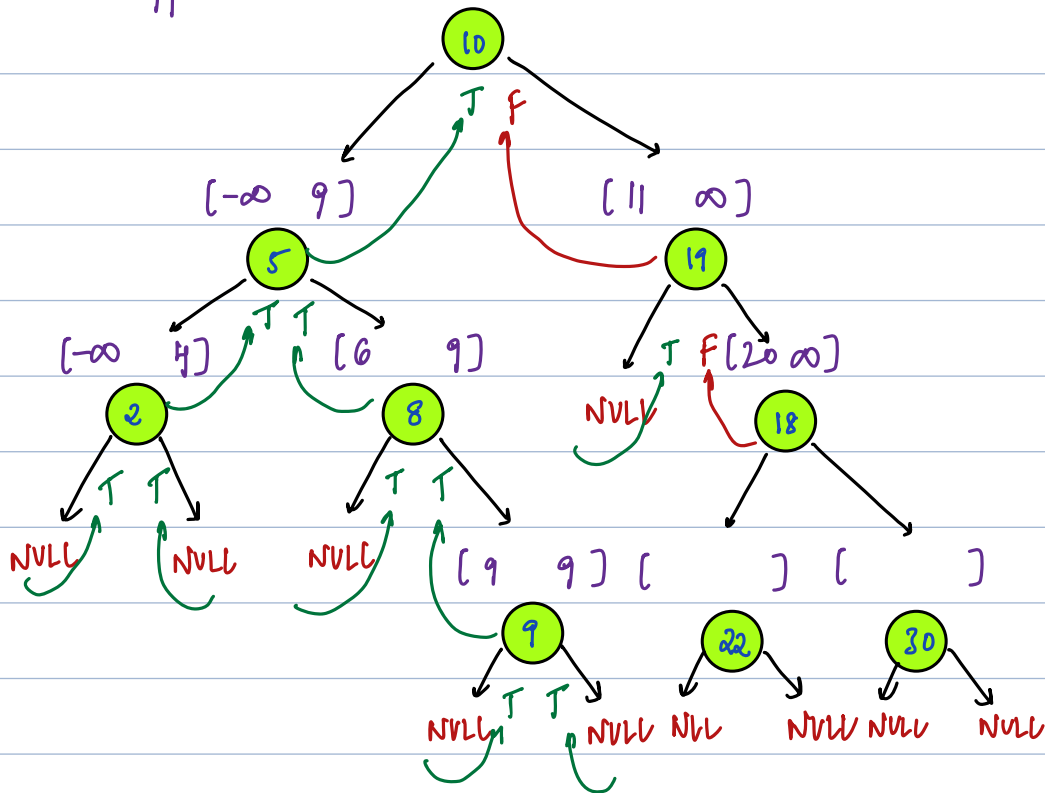 10
T F
[-∞ 9] [11 ∞]
5 19
T T T F
[-∞ 4] [6 9] [20 ∞]
2 8 NULL 18
T T T T
NULL NULL NULL [9 9] [ ] [ ]
9 22 30
T T
NULL NULL NLL NULL NULL NULL